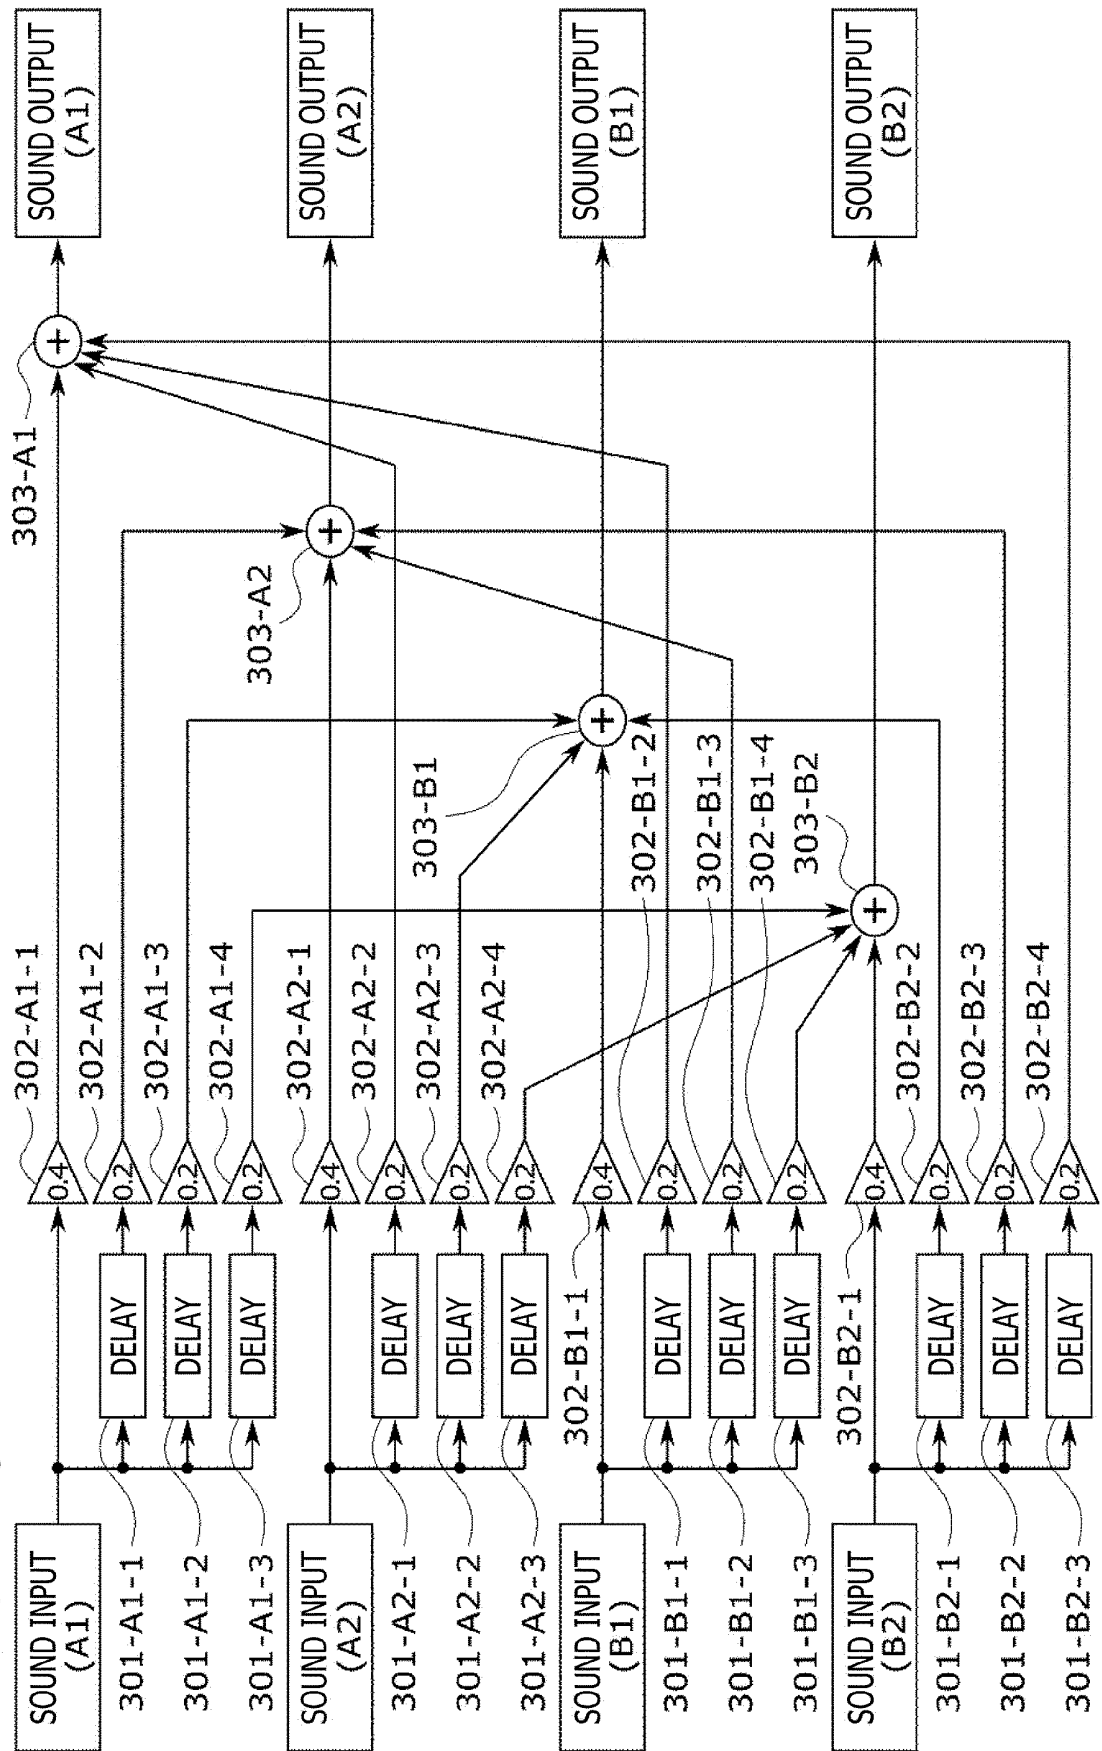 SOUND INPUT
(A1)
301-A1-1
301-A1-2
301-A1-3
SOUND INPUT
(A2)
301-A2-1
301-A2-2
301-A2-3
SOUND INPUT
(B1)
301-B1-1
301-B1-2
301-B1-3
SOUND INPUT
(B2)
301-B2-1
301-B2-2
301-B2-3
DELAY
DELAY
DELAY
DELAY
DELAY
DELAY
302-B1-1
DELAY
DELAY
DELAY
302-B2-1
DELAY
DELAY
DELAY
0.4
0.2
0.2
0.2
0.4
0.2
0.2
0.2
0.4
0.2
0.2
0.2
0.4
0.2
0.2
0.2
302-A1-1
302-A1-2
302-A1-3
302-A1-4
302-A2-1
302-A2-2
302-A2-3
302-A2-4
302-B2-2
302-B2-3
302-B2-4
303-B1
302-B1-2
302-B1-3
302-B1-4
303-B2
+
+
303-A2
+
303-A1
+
SOUND OUTPUT
(A1)
SOUND OUTPUT
(A2)
SOUND OUTPUT
(B1)
SOUND OUTPUT
(B2)